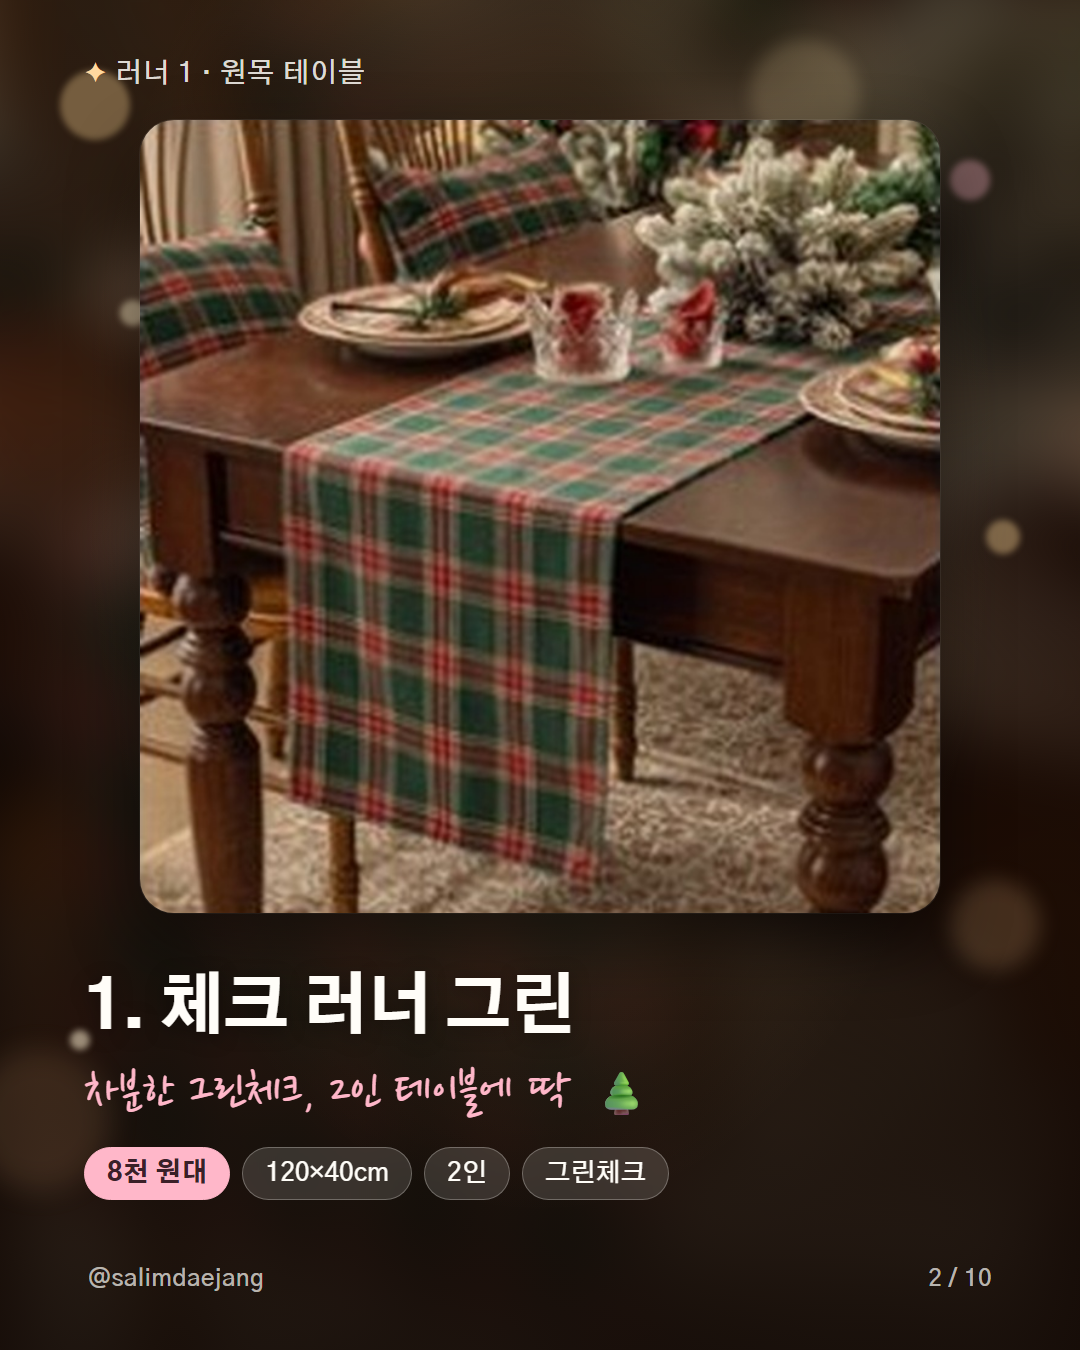 ✦ 러너 1 · 원목 테이블
1. 체크 러너 그린
차분한 그린체크, 2인 테이블에 딱 🎄
8천 원대 120×40cm 2인 그린체크
@salimdaejang 2 / 10